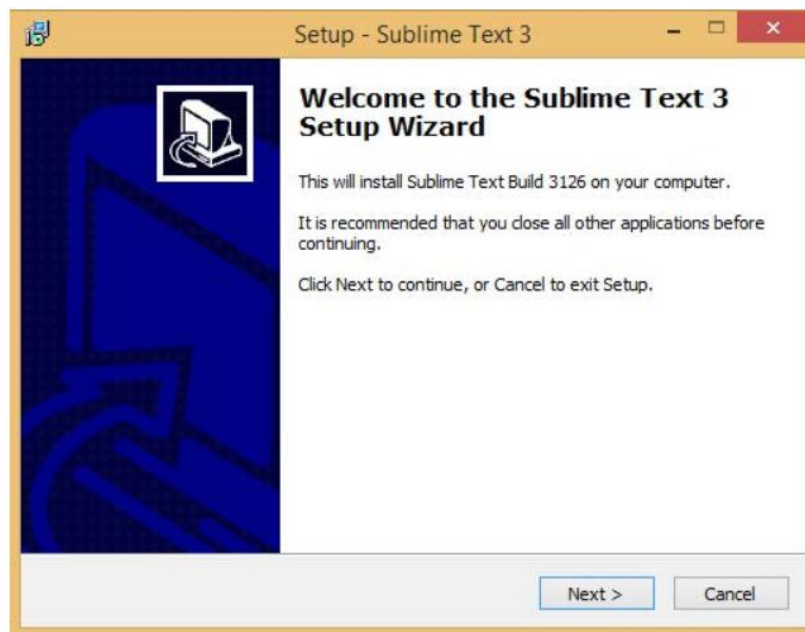 Setup - Sublime Text 3
Welcome to the Sublime Text 3
Setup Wizard
This will install Sublime Text Build 3126 on your computer.
It is recommended that you close all other applications before
continuing.
Click Next to continue, or Cancel to exit Setup.
Next >
Cancel